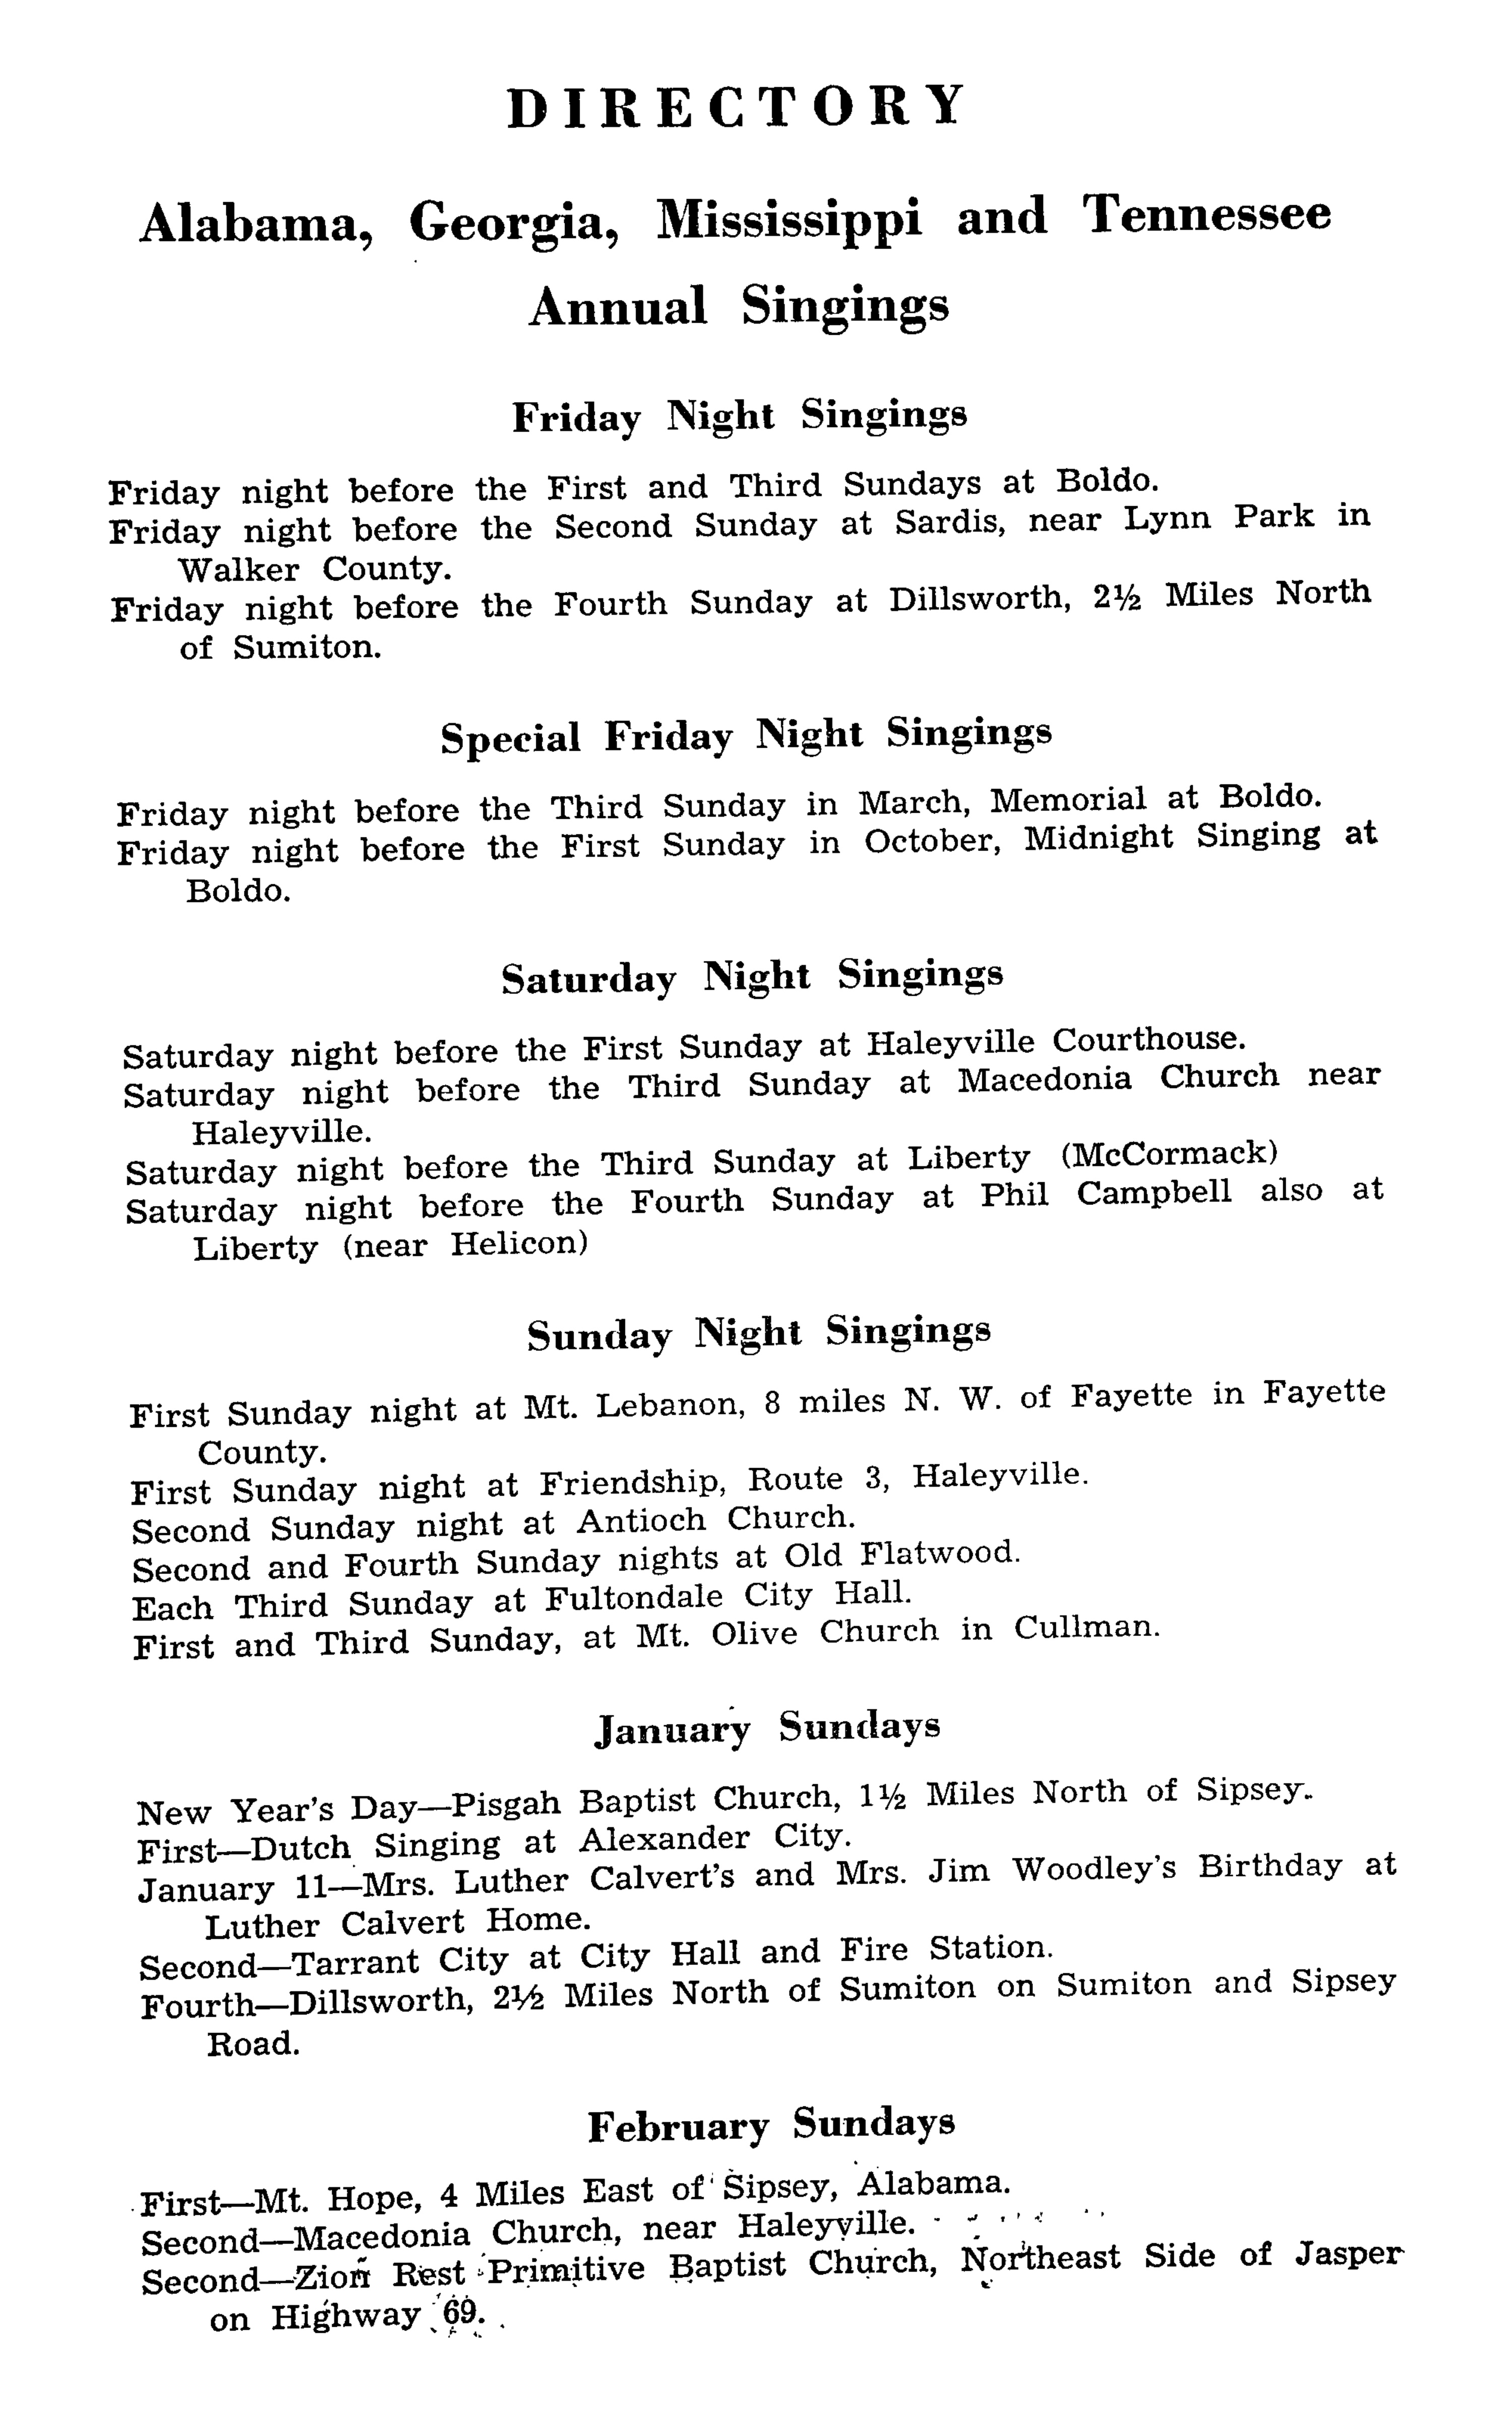 DIRECTORY
Alabama, Georgia, Mississippi and Tennessee
Annual Singings
Friday Night Singings
Friday night before the First and Third Sundays at Boldo.
Friday night before the Second Sunday at Sardis, near Lynn Park in
Walker County.
Friday night before the Fourth Sunday at Dillsworth, 2½ Miles North
of Sumiton.
Special Friday Night Singings
Friday night before the Third Sunday in March, Memorial at Boldo.
Friday night before the First Sunday in October, Midnight Singing at
Boldo.
Saturday Night Singings
Saturday night before the First Sunday at Haleyville Courthouse.
Saturday night before the Third Sunday at Macedonia Church near
Haleyville.
Saturday night before the Third Sunday at Liberty (McCormack)
Saturday night before the Fourth Sunday at Phil Campbell also at
Liberty (near Helicon)
Sunday Night Singings
First Sunday night at Mt. Lebanon, 8 miles N. W. of Fayette in Fayette
County.
First Sunday night at Friendship, Route 3, Haleyville.
Second Sunday night at Antioch Church.
Second and Fourth Sunday nights at Old Flatwood.
Each Third Sunday at Fultondale City Hall.
First and Third Sunday, at Mt. Olive Church in Cullman.
January Sundays
New Year's Day—Pisgah Baptist Church, 1½ Miles North of Sipsey.
First—Dutch Singing at Alexander City.
January 11—Mrs. Luther Calvert's and Mrs. Jim Woodley's Birthday at
Luther Calvert Home.
Second—Tarrant City at City Hall and Fire Station.
Fourth—Dillsworth, 2½ Miles North of Sumiton on Sumiton and Sipsey
Road.
February Sundays
First—Mt. Hope, 4 Miles East of Sipsey, Alabama.
Second—Macedonia Church, near Haleyville.
Second—Zion Rest Primitive Baptist Church, Northeast Side of Jasper
on Highway 69.